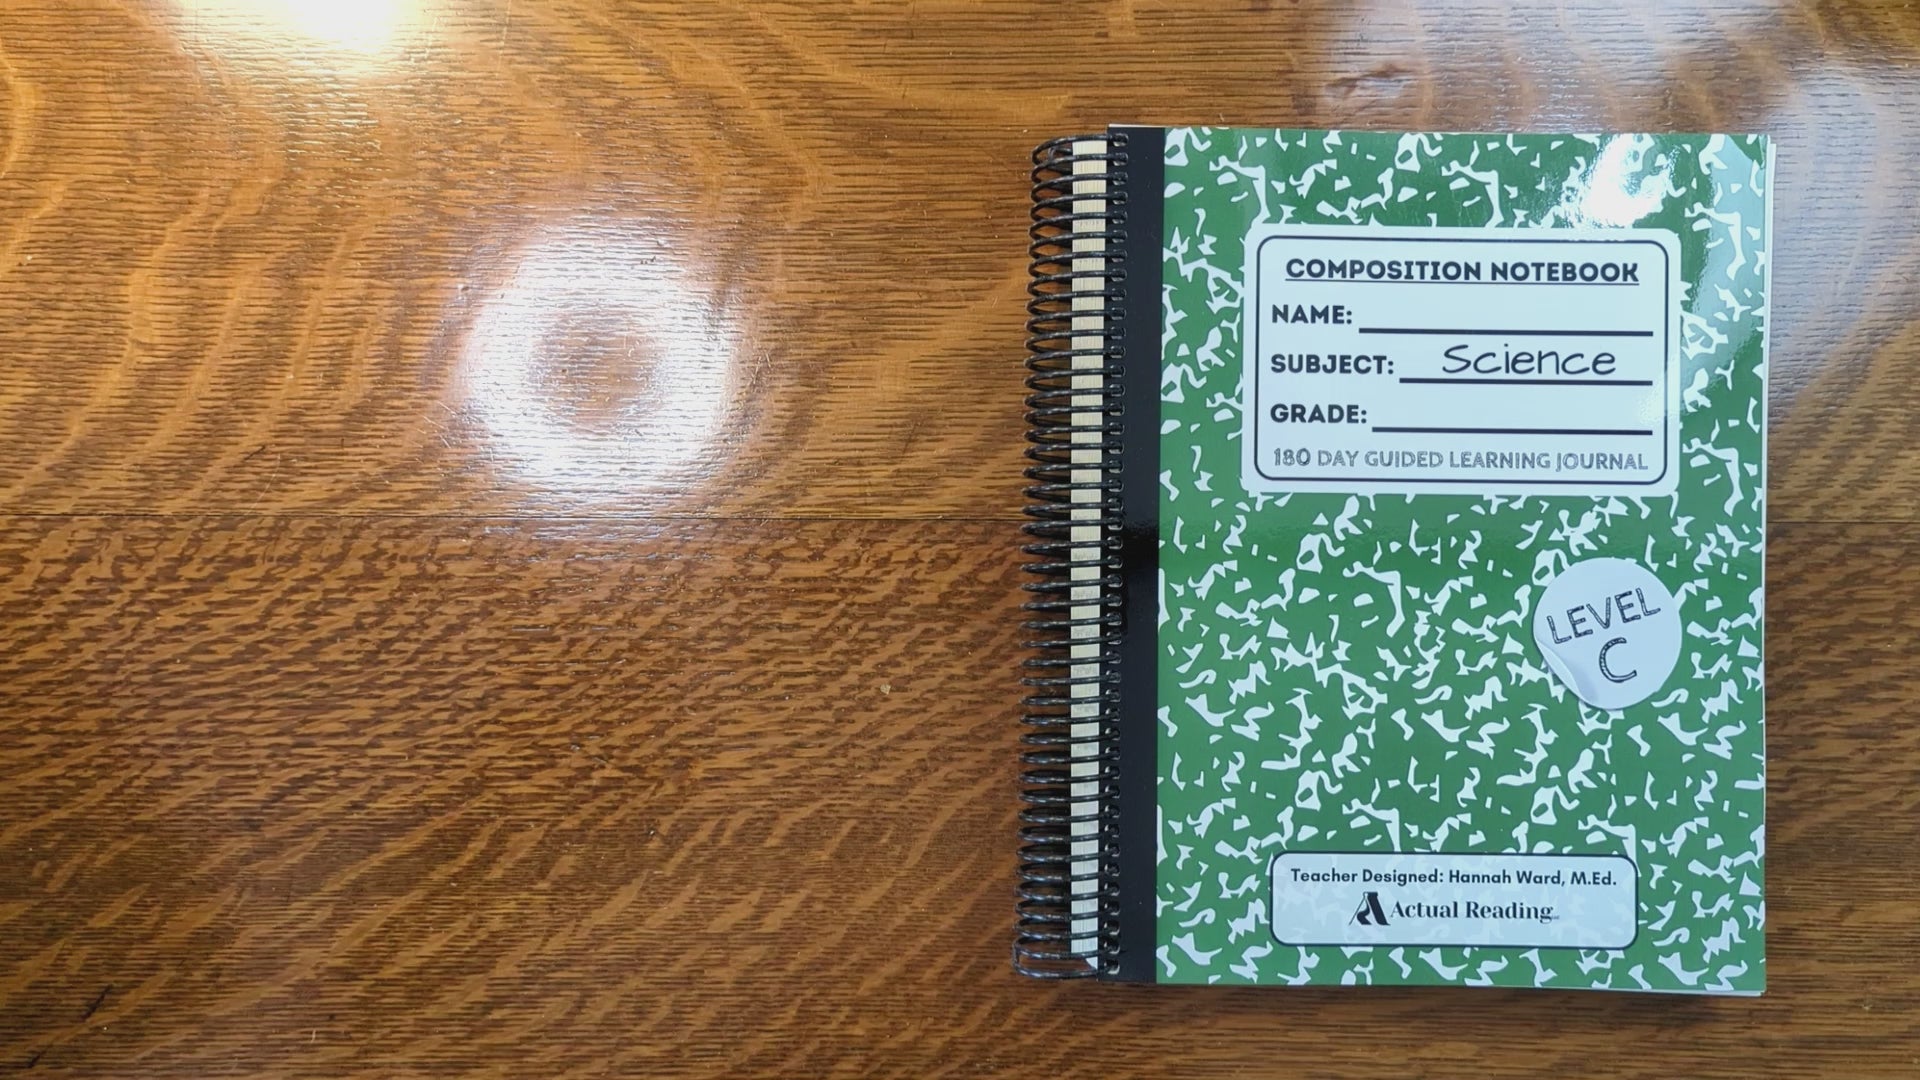 COMPOSITION NOTEBOOK
NAME:
SUBJECT: Science
GRADE:
180 DAY GUIDED LEARNING JOURNAL
LEVEL
C
Teacher Designed: Hannah Ward, M.Ed.
Actual Reading